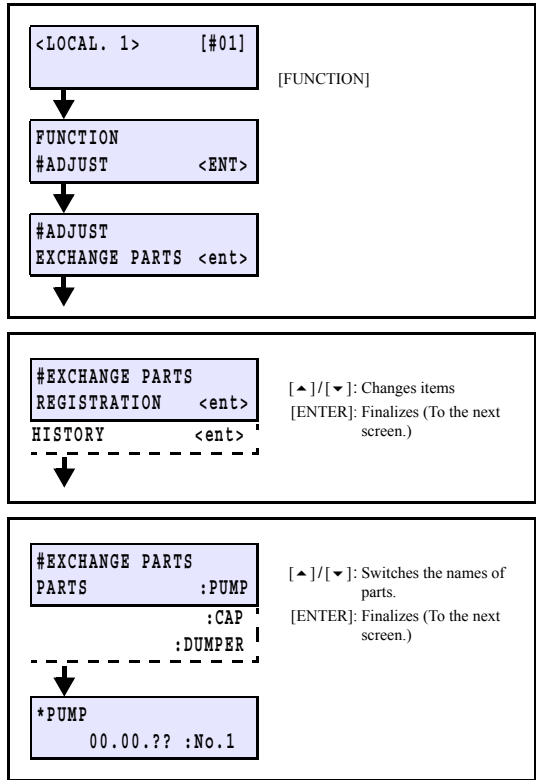 <LOCAL. 1> [#01]
[FUNCTION]
FUNCTION
#ADJUST <ENT>
#ADJUST
EXCHANGE PARTS <ent>
#EXCHANGE PARTS
REGISTRATION <ent>
HISTORY <ent>
[▲]/[▼]: Changes items
[ENTER]: Finalizes (To the next
screen.)
#EXCHANGE PARTS
PARTS :PUMP
:CAP
:DUMPER
[▲]/[▼]: Switches the names of
parts.
[ENTER]: Finalizes (To the next
screen.)
*PUMP
00.00.?? :No.1